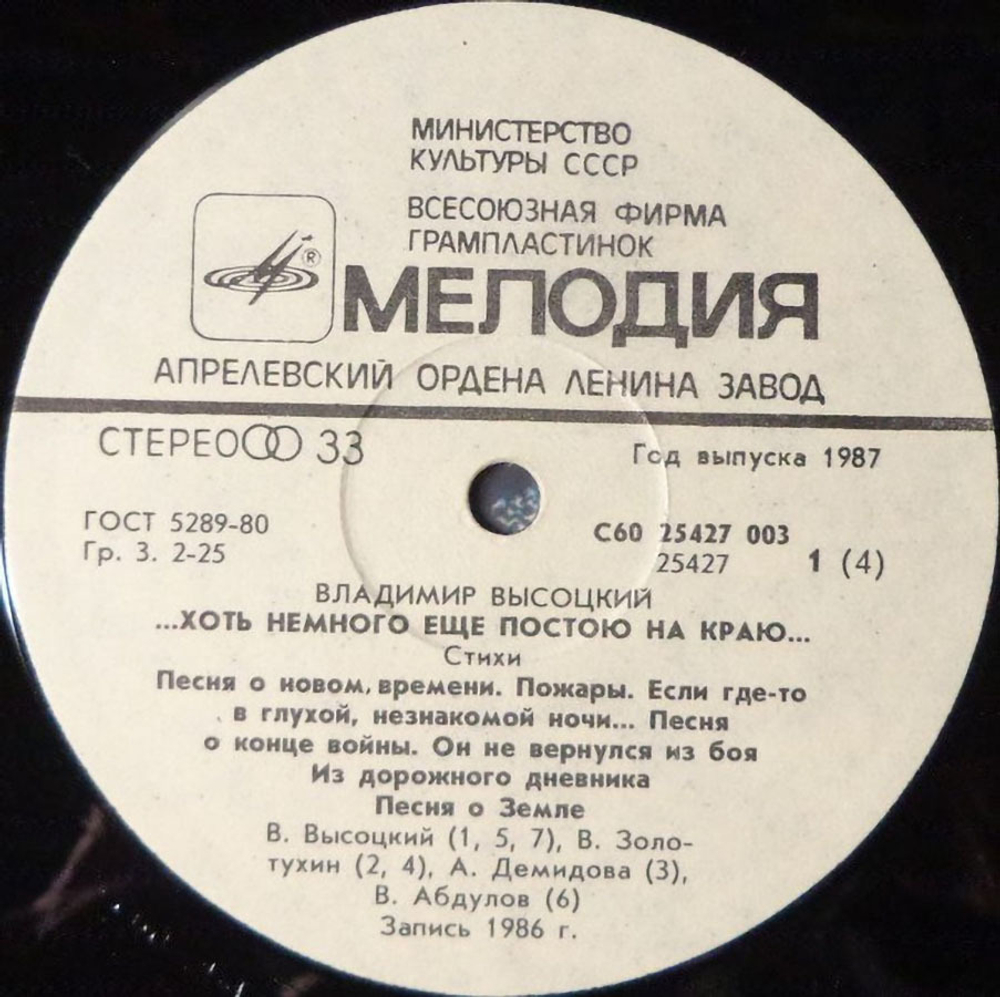 МИНИСТЕРСТВО
КУЛЬТУРЫ СССР
ВСЕСОЮЗНАЯ ФИРМА
ГРАМПЛАСТИНОК
®
МЕЛОДИЯ
АПРЕЛЕВСКИЙ ОРДЕНА ЛЕНИНА ЗАВОД
СТЕРЕО 33
Год выпуска 1987
ГОСТ 5289-80
Гр. 3. 2-25
С60 25427 003
25427 1 (4)
ВЛАДИМИР ВЫСОЦКИЙ
...ХОТЬ НЕМНОГО ЕЩЕ ПОСТОЮ НА КРАЮ...
Стихи
Песня о новом, времени. Пожары. Если где-то
в глухой, незнакомой ночи... Песня
о конце войны. Он не вернулся из боя
Из дорожного дневника
Песня о Земле
В. Высоцкий (1, 5, 7), В. Золо-
тухин (2, 4), А. Демидова (3),
В. Абдулов (6)
Запись 1986 г.